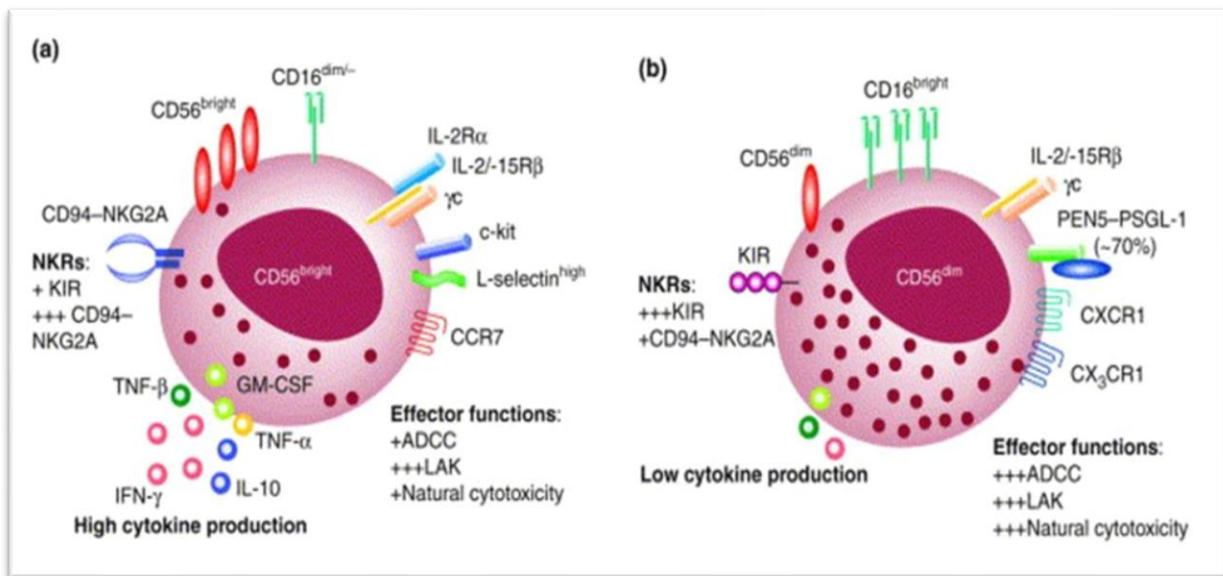 (a)
CD16dim/–
CD56bright
IL-2Rα
IL-2/-15Rβ
γc
CD94–NKG2A
c-kit
NKRs:
+ KIR
+++ CD94–
NKG2A
CD56bright
L-selectinhigh
CCR7
TNF-β
GM-CSF
TNF-α
IFN-γ
IL-10
High cytokine production
Effector functions:
+ADCC
+++LAK
+Natural cytotoxicity
(b)
CD16bright
CD56dim
IL-2/-15Rβ
γc
PEN5–PSGL-1
(~70%)
KIR
NKRs:
+++KIR
+CD94–NKG2A
CD56dim
CXCR1
CX3CR1
Low cytokine production
Effector functions:
+++ADCC
+++LAK
+++Natural cytotoxicity